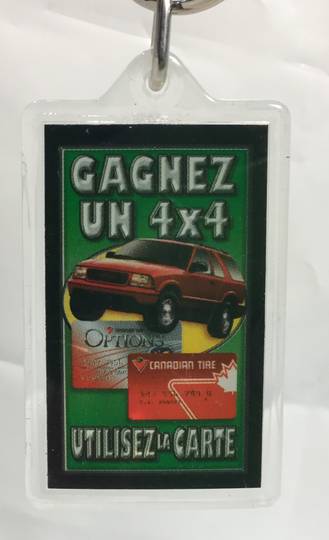 GAGNEZ
UN 4x4
OPTIONS
CANADIAN TIRE
UTILISEZ LA CARTE